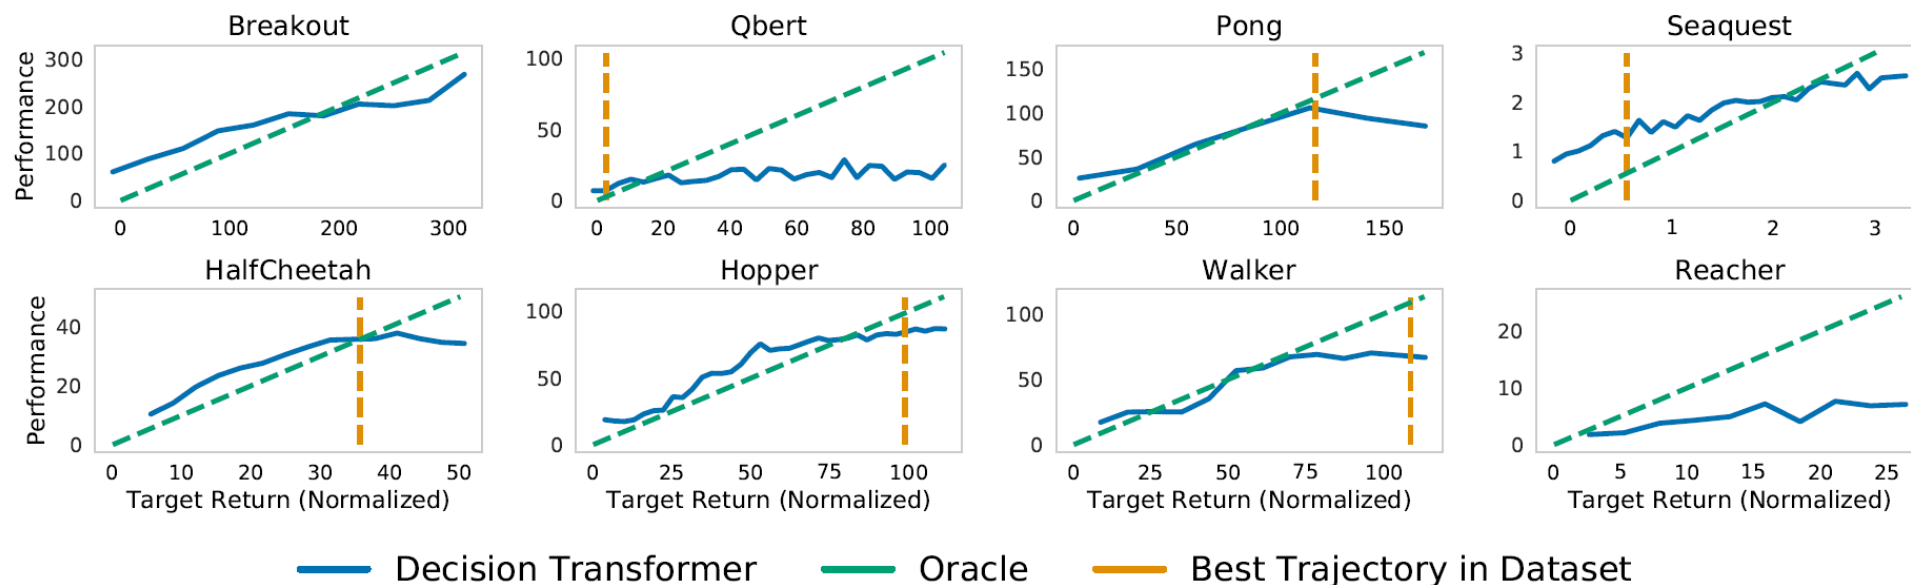 Breakout
Qbert
Pong
Seaquest
Performance
300
200
100
0
0 100 200 300
100
50
0
0 20 40 60 80 100
150
100
50
0
0 50 100 150
3
2
1
0
0 1 2 3
HalfCheetah
Hopper
Walker
Reacher
Performance
40
20
0
0 10 20 30 40 50
Target Return (Normalized)
100
50
0
0 25 50 75 100
Target Return (Normalized)
100
50
0
0 25 50 75 100
Target Return (Normalized)
20
10
0
0 5 10 15 20 25
Target Return (Normalized)
Decision Transformer
Oracle
Best Trajectory in Dataset